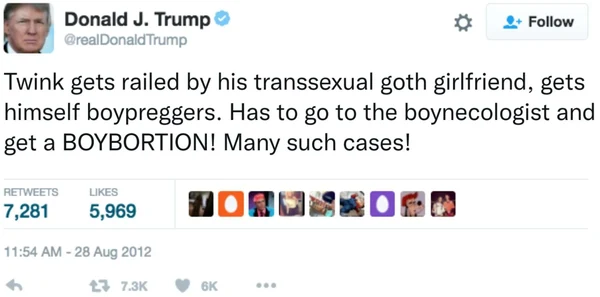 Donald J. Trump
@realDonaldTrump
Follow
Twink gets railed by his transsexual goth girlfriend, gets
himself boypreggers. Has to go to the boynecologist and
get a BOYBORTION! Many such cases!
RETWEETS LIKES
7,281 5,969
11:54 AM - 28 Aug 2012
7.3K 6K